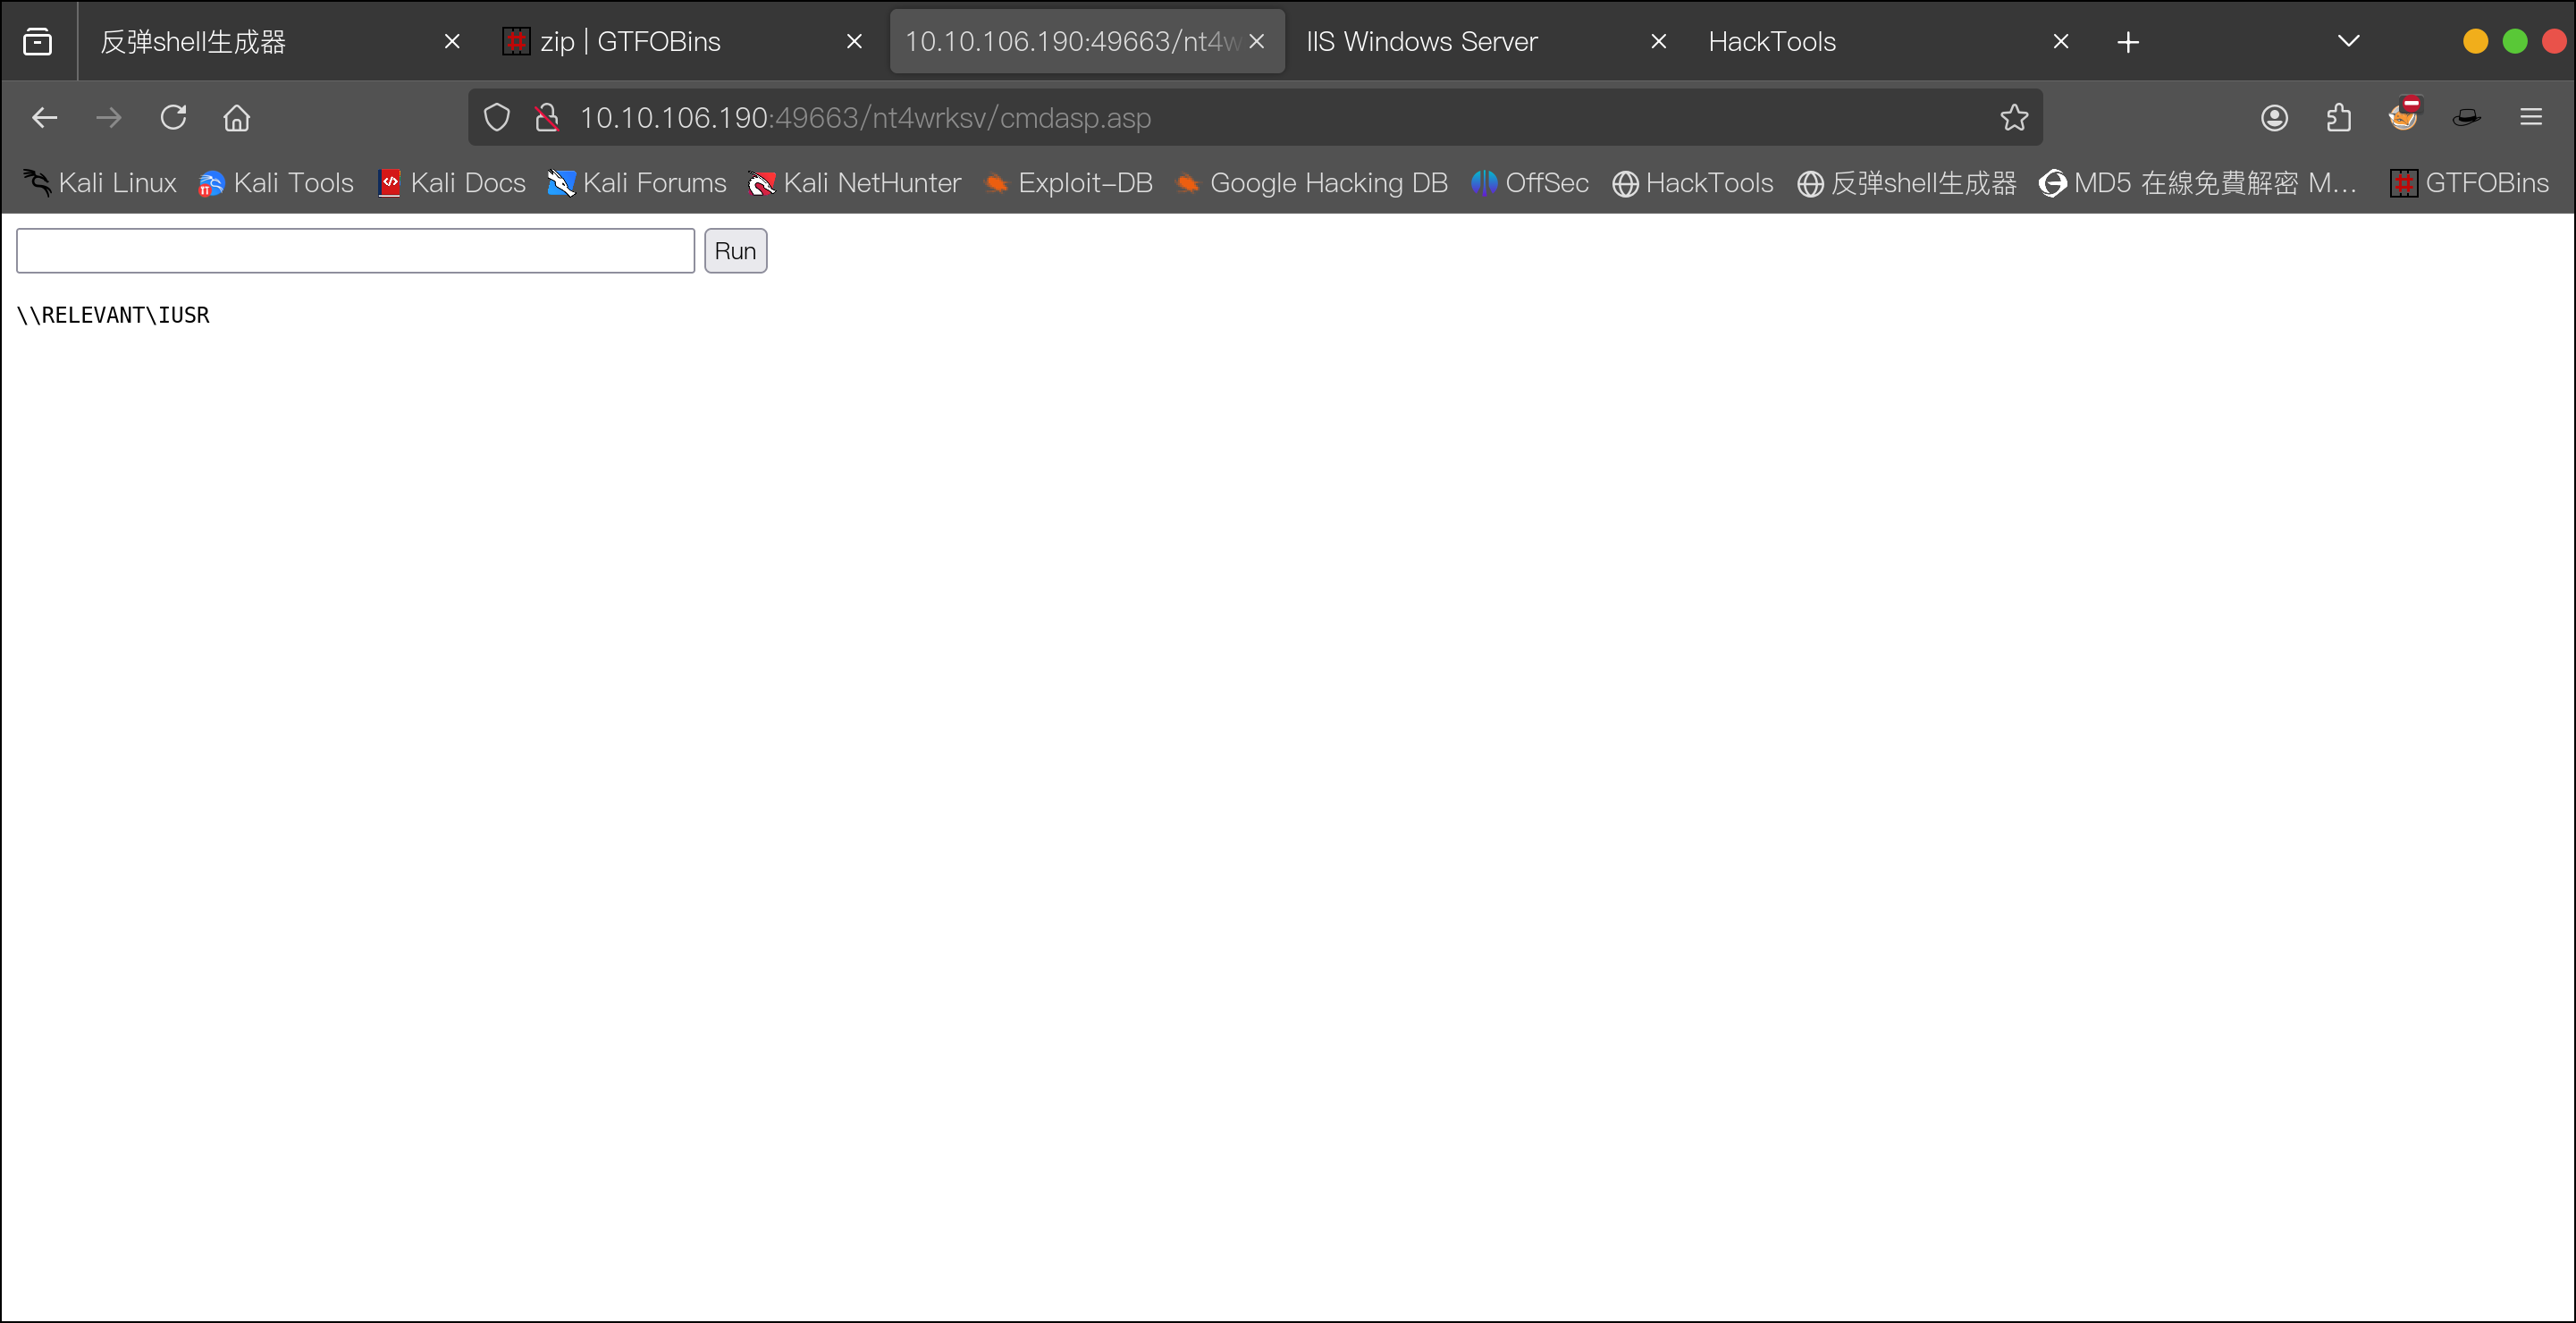 反弹shell生成器
zip | GTFOBins
10.10.106.190:49663/nt4w
IIS Windows Server
HackTools
10.10.106.190:49663/nt4wrksv/cmdasp.asp
Kali Linux
Kali Tools
Kali Docs
Kali Forums
Kali NetHunter
Exploit-DB
Google Hacking DB
OffSec
HackTools
反弹shell生成器
MD5 在線免費解密 M...
GTFOBins
Run
\\RELEVANT\IUSR